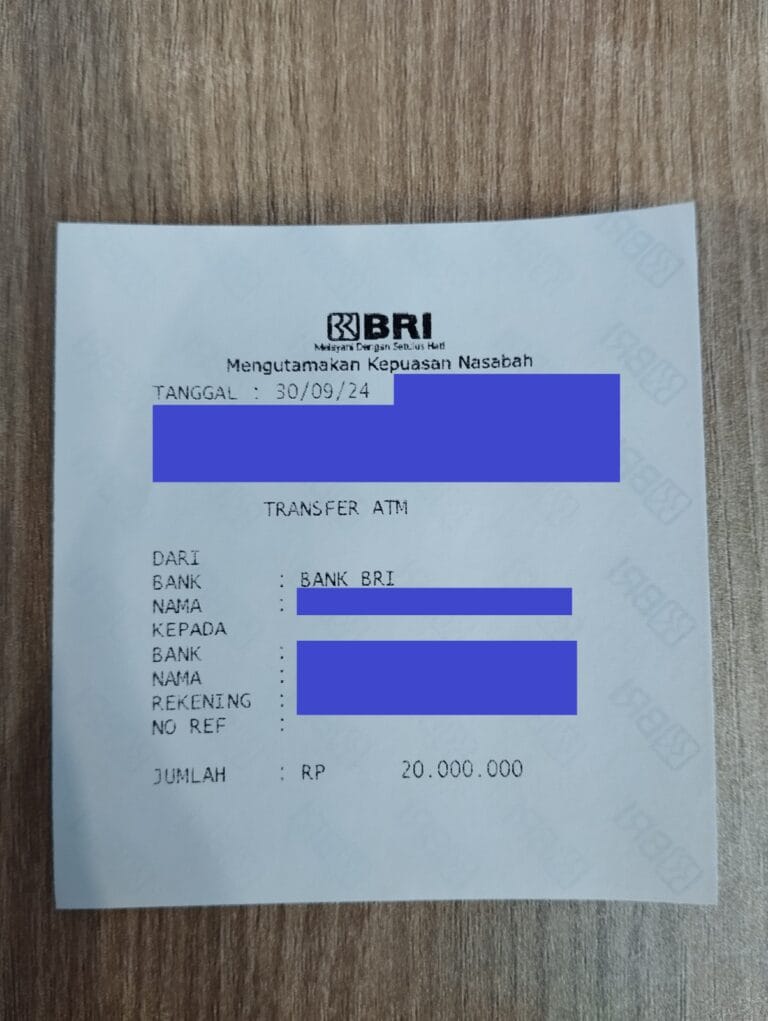 BRI
Melayani Dengan Setulus Hati
Mengutamakan Kepuasan Nasabah
TANGGAL : 30/09/24
TRANSFER ATM
DARI
BANK : BANK BRI
NAMA :
KEPADA
BANK :
NAMA :
REKENING :
NO REF :
JUMLAH : RP 20.000.000